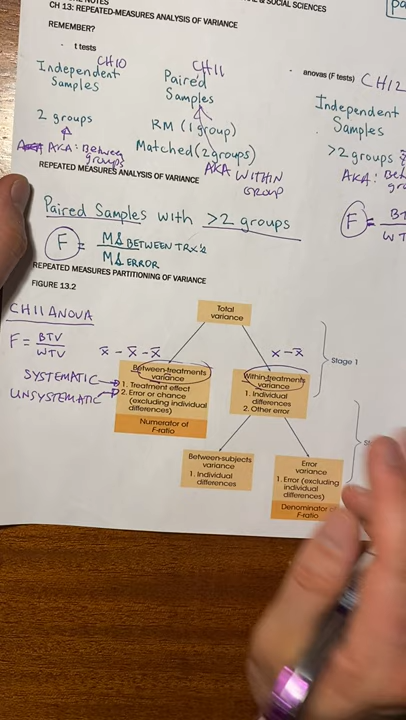 & SOCIAL SCIENCES
CH 13: REPEATED-MEASURES ANALYSIS OF VARIANCE
REMEMBER?
t tests
CH10
Independent
Samples
2 groups
AKA: Between
groups
CH11
Paired
Samples
RM (1 group)
Matched (2 groups)
AKA WITHIN
GROUP
anovas (F tests) CH12
Independent
Samples
>2 groups
AKA:
F =
REPEATED MEASURES ANALYSIS OF VARIANCE
Paired Samples with >2 groups
F = MS BETWEEN TRX's
MS ERROR
REPEATED MEASURES PARTITIONING OF VARIANCE
FIGURE 13.2
CH11 ANOVA
F = BTV
WTV
SYSTEMATIC
UNSYSTEMATIC
Total
variance
x̄ - x̄ - x̄
x - x̄
Stage 1
Between-treatments
variance
1. Treatment effect
2. Error or chance
(excluding individual
differences)
Numerator of
F-ratio
Within-treatments
variance
1. Individual
differences
2. Other error
Between-subjects
variance
1. Individual
differences
Error
variance
1. Error (excluding
individual
differences)
Denominator of
F-ratio